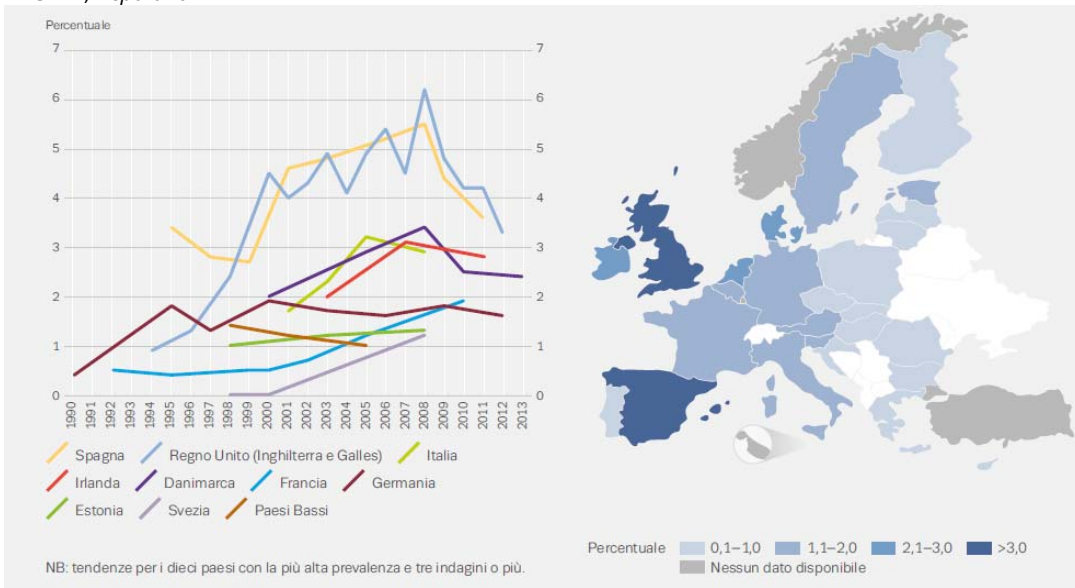 Percentuale
7 7
6 6
5 5
4 4
3 3
2 2
1 1
0 0
1990 1991 1992 1993 1994 1995 1996 1997 1998 1999 2000 2001 2002 2003 2004 2005 2006 2007 2008 2009 2010 2011 2012 2013
Spagna Regno Unito (Inghilterra e Galles) Italia
Irlanda Danimarca Francia Germania
Estonia Svezia Paesi Bassi
NB: tendenze per i dieci paesi con la più alta prevalenza e tre indagini o più.
Percentuale 0,1–1,0 1,1–2,0 2,1–3,0 >3,0
Nessun dato disponibile